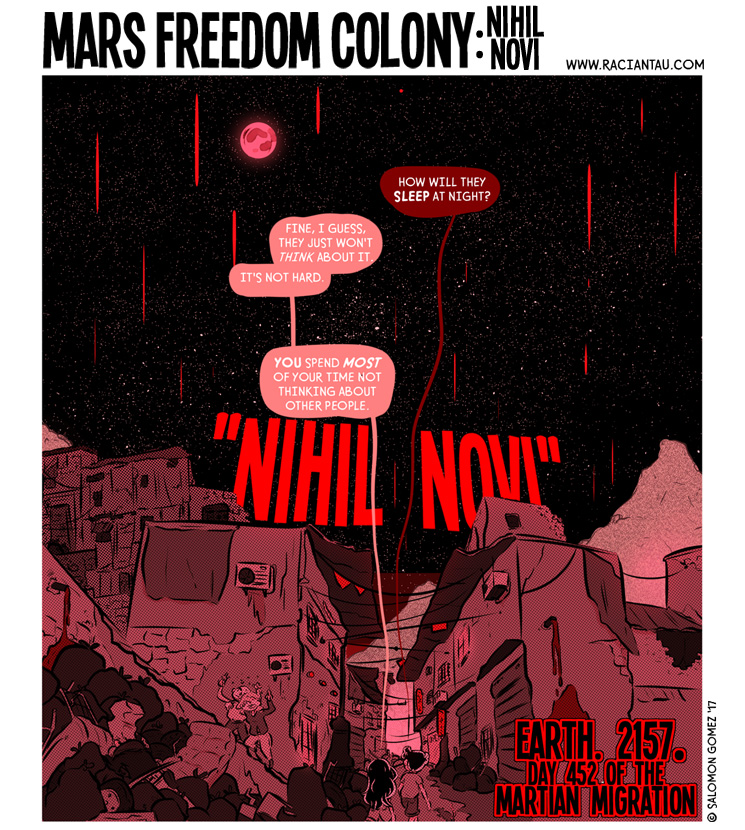 MARS FREEDOM COLONY: NIHIL
NOVI
WWW.RACIANTAU.COM
HOW WILL THEY
SLEEP AT NIGHT?
FINE, I GUESS,
THEY JUST WON'T
THINK ABOUT IT.
IT'S NOT HARD.
YOU SPEND MOST
OF YOUR TIME NOT
THINKING ABOUT
OTHER PEOPLE.
"NIHIL NOVI"
EARTH. 2157.
DAY 452 OF THE
MARTIAN MIGRATION
© SALOMON GOMEZ '17